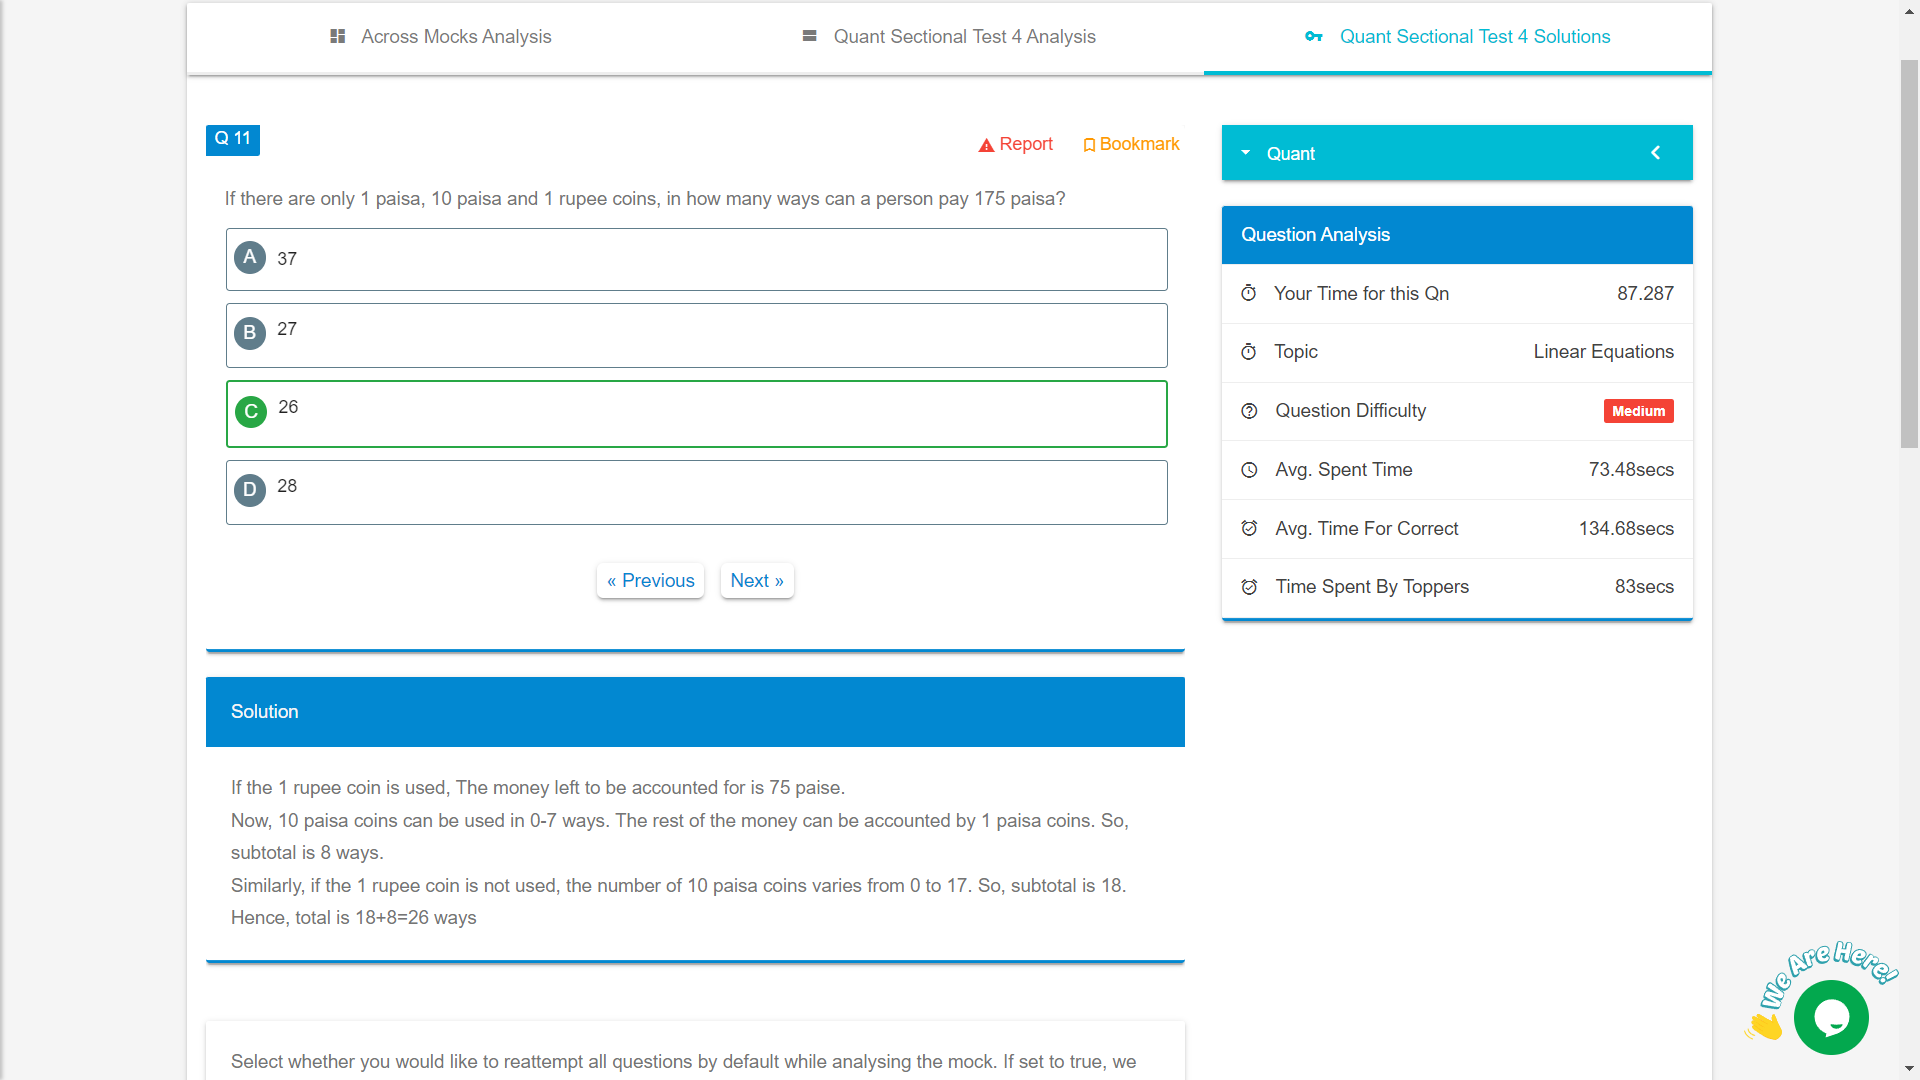 Across Mocks Analysis
Quant Sectional Test 4 Analysis
Quant Sectional Test 4 Solutions
Q 11
Report
Bookmark
If there are only 1 paisa, 10 paisa and 1 rupee coins, in how many ways can a person pay 175 paisa?
A 37
B 27
C 26
D 28
« Previous
Next »
Solution
If the 1 rupee coin is used, The money left to be accounted for is 75 paise.
Now, 10 paisa coins can be used in 0-7 ways. The rest of the money can be accounted by 1 paisa coins. So,
subtotal is 8 ways.
Similarly, if the 1 rupee coin is not used, the number of 10 paisa coins varies from 0 to 17. So, subtotal is 18.
Hence, total is 18+8=26 ways
Select whether you would like to reattempt all questions by default while analysing the mock. If set to true, we
Quant
Question Analysis
Your Time for this Qn 87.287
Topic Linear Equations
Question Difficulty Medium
Avg. Spent Time 73.48secs
Avg. Time For Correct 134.68secs
Time Spent By Toppers 83secs
We Are Here!